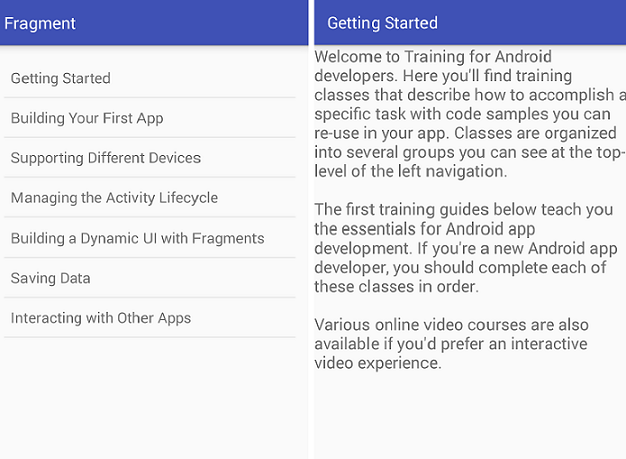 Fragment
Getting Started
Building Your First App
Supporting Different Devices
Managing the Activity Lifecycle
Building a Dynamic UI with Fragments
Saving Data
Interacting with Other Apps
Getting Started
Welcome to Training for Android
developers. Here you'll find training
classes that describe how to accomplish a
specific task with code samples you can
re-use in your app. Classes are organized
into several groups you can see at the top-
level of the left navigation.
The first training guides below teach you
the essentials for Android app
development. If you're a new Android app
developer, you should complete each of
these classes in order.
Various online video courses are also
available if you'd prefer an interactive
video experience.